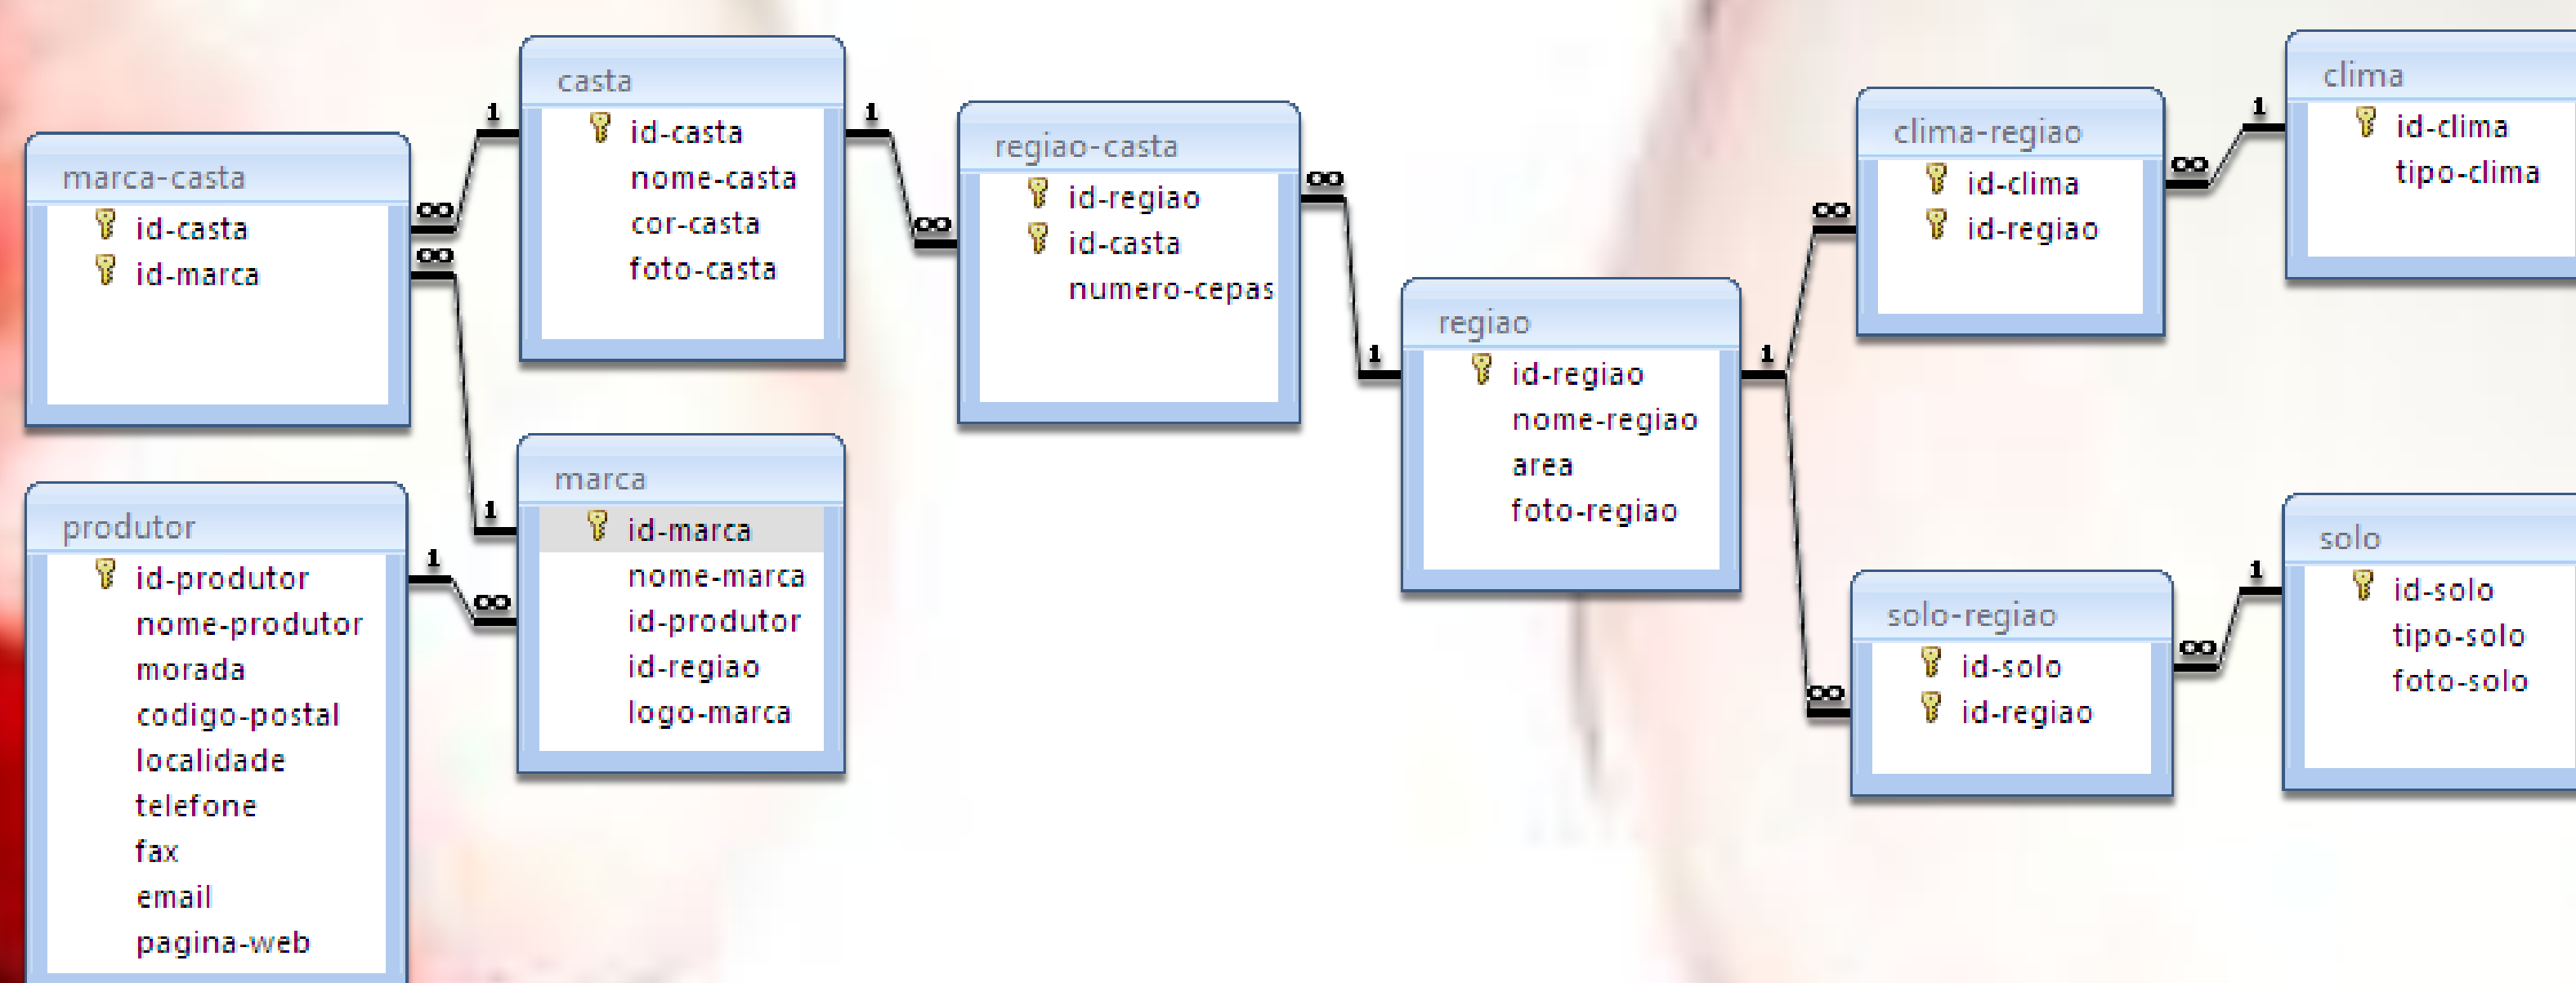 marca-casta
id-casta
id-marca
casta
id-casta
nome-casta
cor-casta
foto-casta
regiao-casta
id-regiao
id-casta
numero-cepas
regiao
id-regiao
nome-regiao
area
foto-regiao
clima-regiao
id-clima
id-regiao
clima
id-clima
tipo-clima
produtor
id-produtor
nome-produtor
morada
codigo-postal
localidade
telefone
fax
email
pagina-web
marca
id-marca
nome-marca
id-produtor
id-regiao
logo-marca
solo-regiao
id-solo
id-regiao
solo
id-solo
tipo-solo
foto-solo
1
∞
∞
1
1
∞
1
∞
∞
1
1
∞
∞
∞
1
∞
1